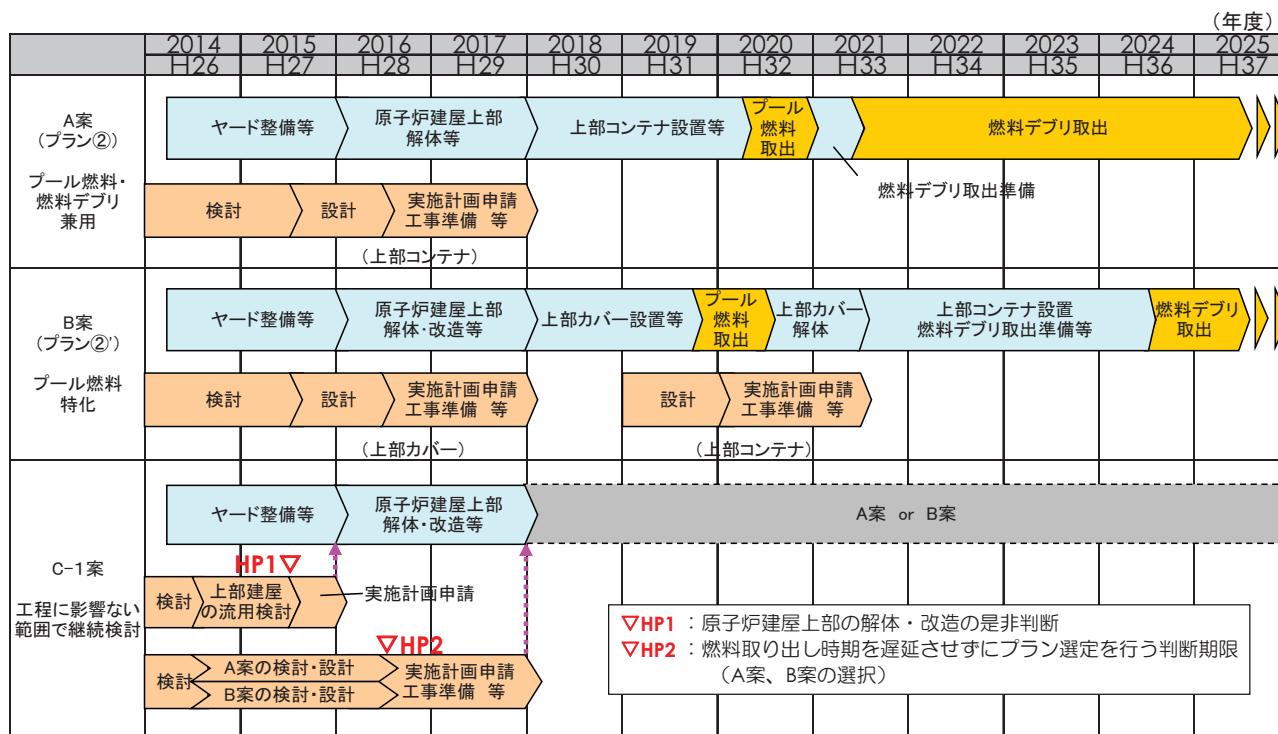 (年度)
2014 2015 2016 2017 2018 2019 2020 2021 2022 2023 2024 2025
H26 H27 H28 H29 H30 H31 H32 H33 H34 H35 H36 H37
A案
(プラン②)
プール燃料・
燃料デブリ
兼用
ヤード整備等
原子炉建屋上部
解体等
上部コンテナ設置等
プール
燃料
取出
燃料デブリ取出
燃料デブリ取出準備
検討
設計
実施計画申請
工事準備 等
(上部コンテナ)
B案
(プラン②')
プール燃料
特化
ヤード整備等
原子炉建屋上部
解体・改造等
上部カバー設置等
プール
燃料
取出
上部カバー
解体
上部コンテナ設置
燃料デブリ取出準備等
燃料デブリ
取出
検討
設計
実施計画申請
工事準備 等
(上部カバー)
設計
実施計画申請
工事準備 等
(上部コンテナ)
C-1案
工程に影響ない
範囲で継続検討
ヤード整備等
原子炉建屋上部
解体・改造等
A案 or B案
HP1▽
検討
上部建屋
の流用検討
実施計画申請
▽HP2
検討
A案の検討・設計
B案の検討・設計
実施計画申請
工事準備 等
▽HP1 : 原子炉建屋上部の解体・改造の是非判断
▽HP2 : 燃料取り出し時期を遅延させずにプラン選定を行う判断期限
(A案、B案の選択)